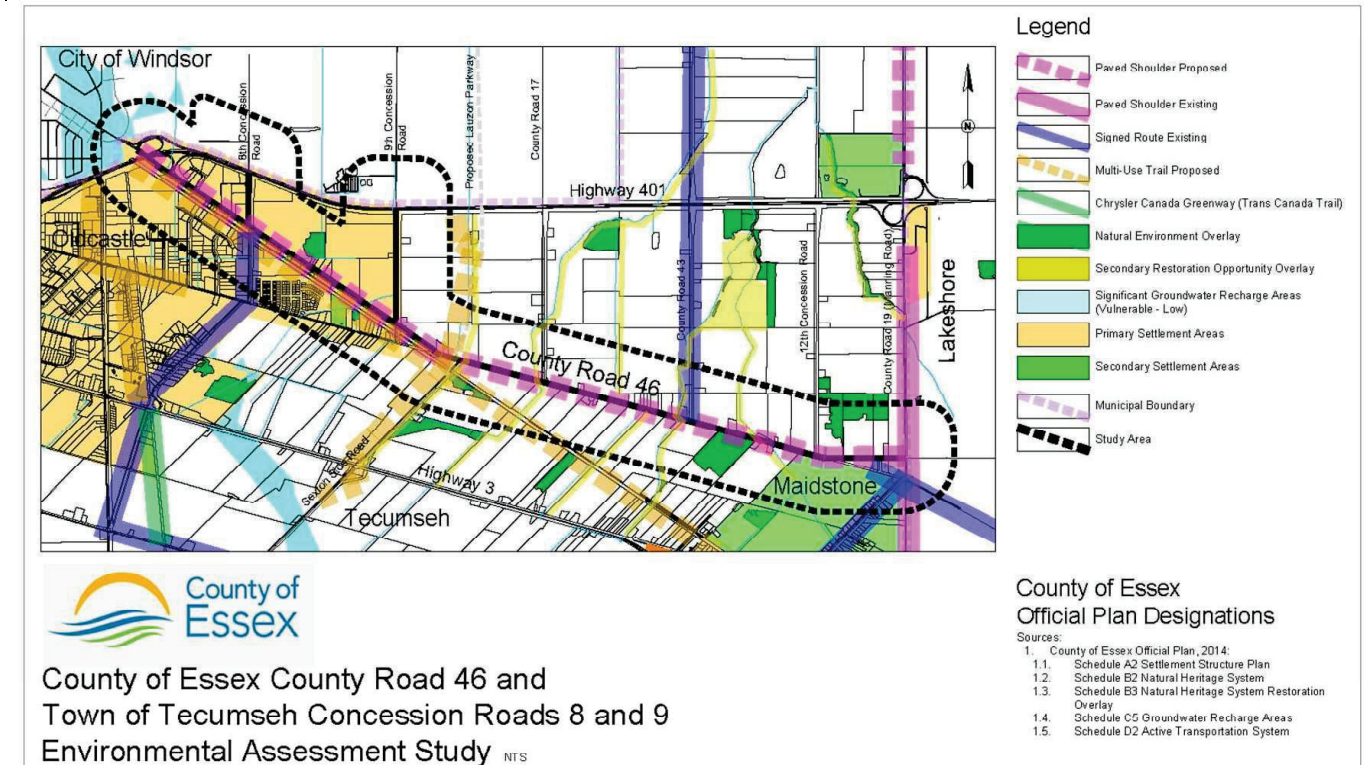 City of Windsor
8th Concession
Road
9th Concession
Road
Proposed Lauzon Parkway
County Road 17
Highway 401
Oldcastle
County Road 43
12th Concession Road
County Road 19 (Manning Road)
Lakeshore
County Road 46
Sexton Side Road
Highway 3
Tecumseh
Maidstone
Legend
Paved Shoulder Proposed
Paved Shoulder Existing
Signed Route Existing
Multi-Use Trail Proposed
Chrysler Canada Greenway (Trans Canada Trail)
Natural Environment Overlay
Secondary Restoration Opportunity Overlay
Significant Groundwater Recharge Areas
(Vulnerable - Low)
Primary Settlement Areas
Secondary Settlement Areas
Municipal Boundary
Study Area
N
County of
Essex
County of Essex County Road 46 and
Town of Tecumseh Concession Roads 8 and 9
Environmental Assessment Study NTS
County of Essex
Official Plan Designations
Sources:
1. County of Essex Official Plan, 2014:
1.1. Schedule A2 Settlement Structure Plan
1.2. Schedule B2 Natural Heritage System
1.3. Schedule B3 Natural Heritage System Restoration
Overlay
1.4. Schedule C5 Groundwater Recharge Areas
1.5. Schedule D2 Active Transportation System